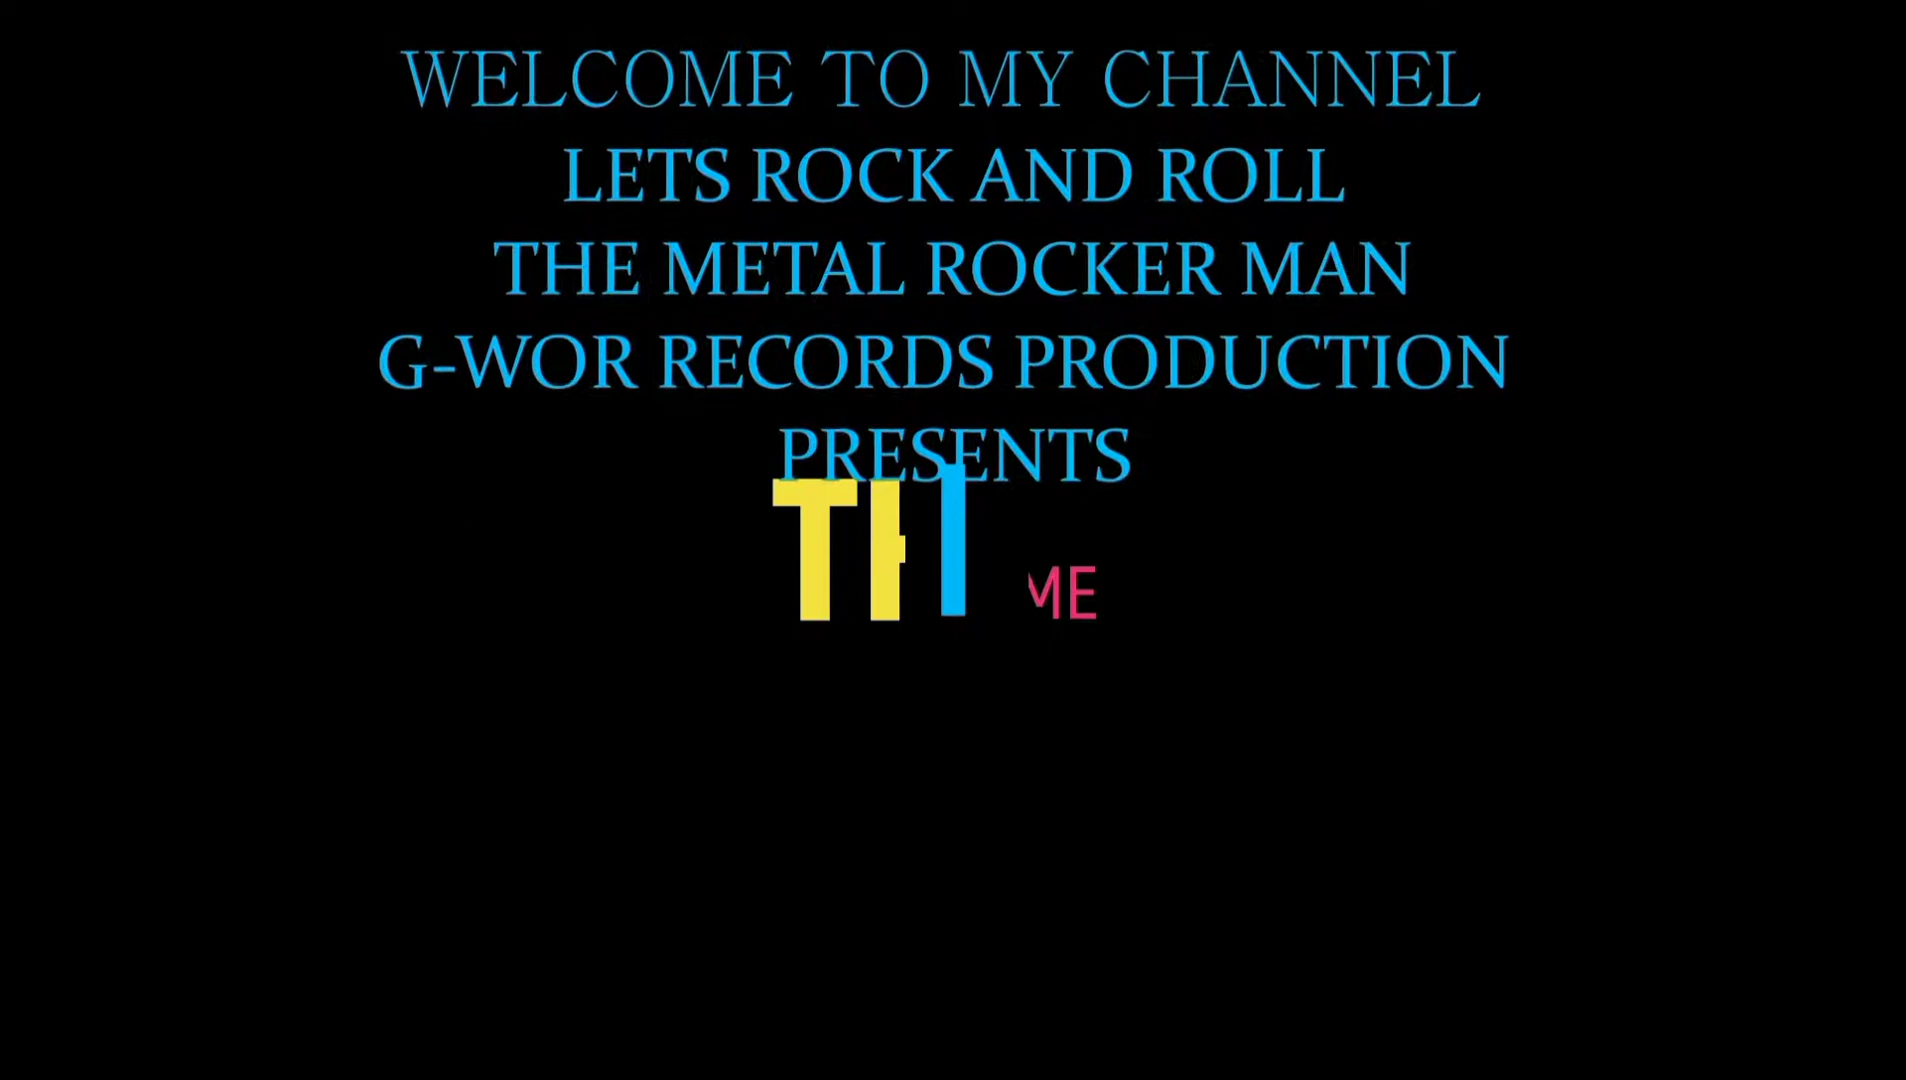 WELCOME TO MY CHANNEL
LETS ROCK AND ROLL
THE METAL ROCKER MAN
G-WOR RECORDS PRODUCTION
PRESENTS